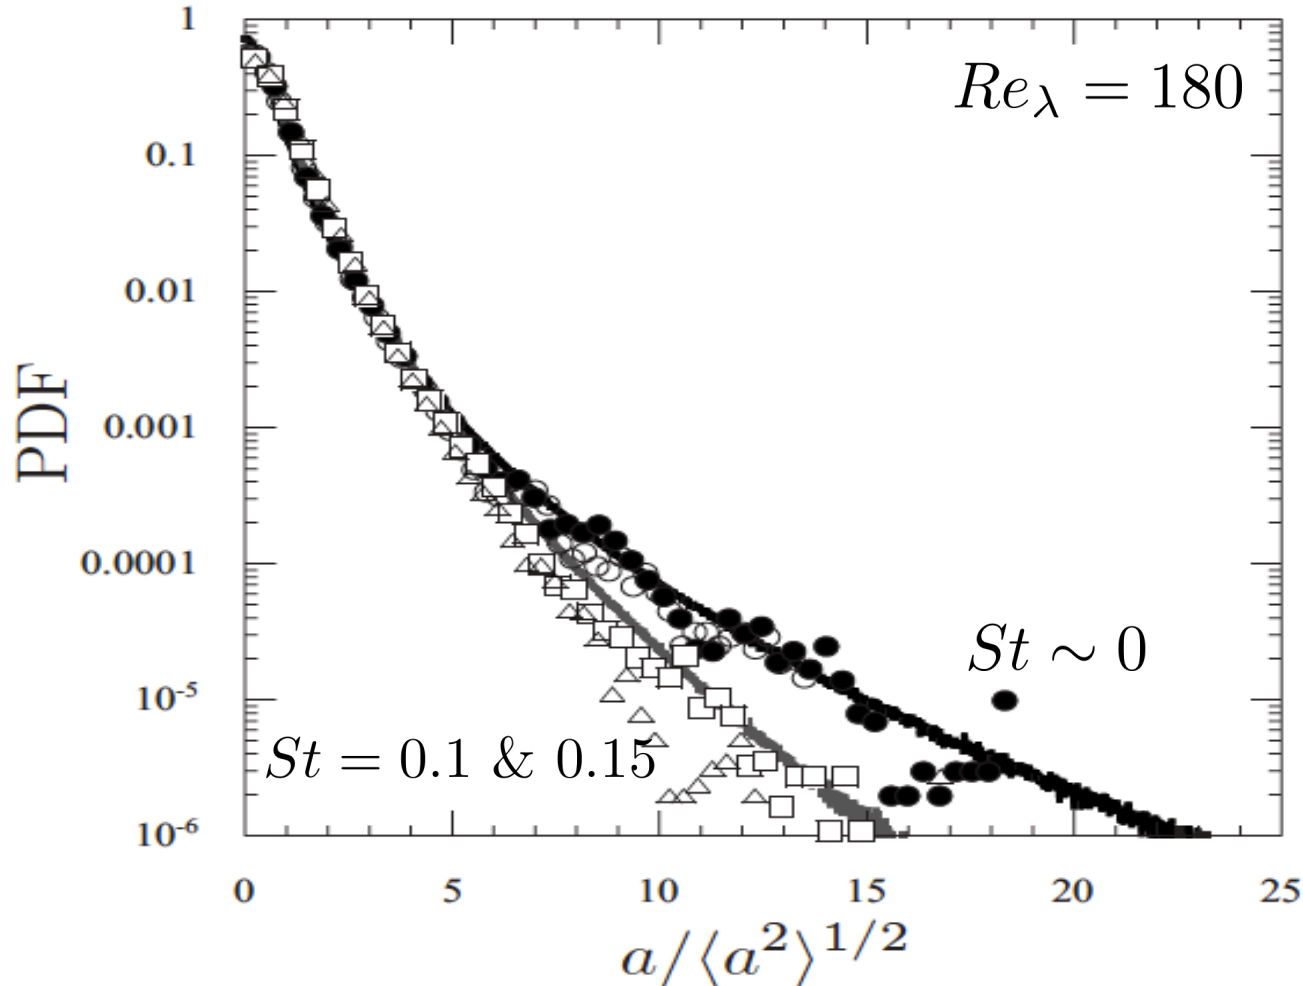 1
Re_λ = 180
0.1
0.01
PDF
0.001
0.0001
St ∼ 0
10^-5
St = 0.1 & 0.15
10^-6
0 5 10 15 20 25
a/⟨a^2⟩^1/2